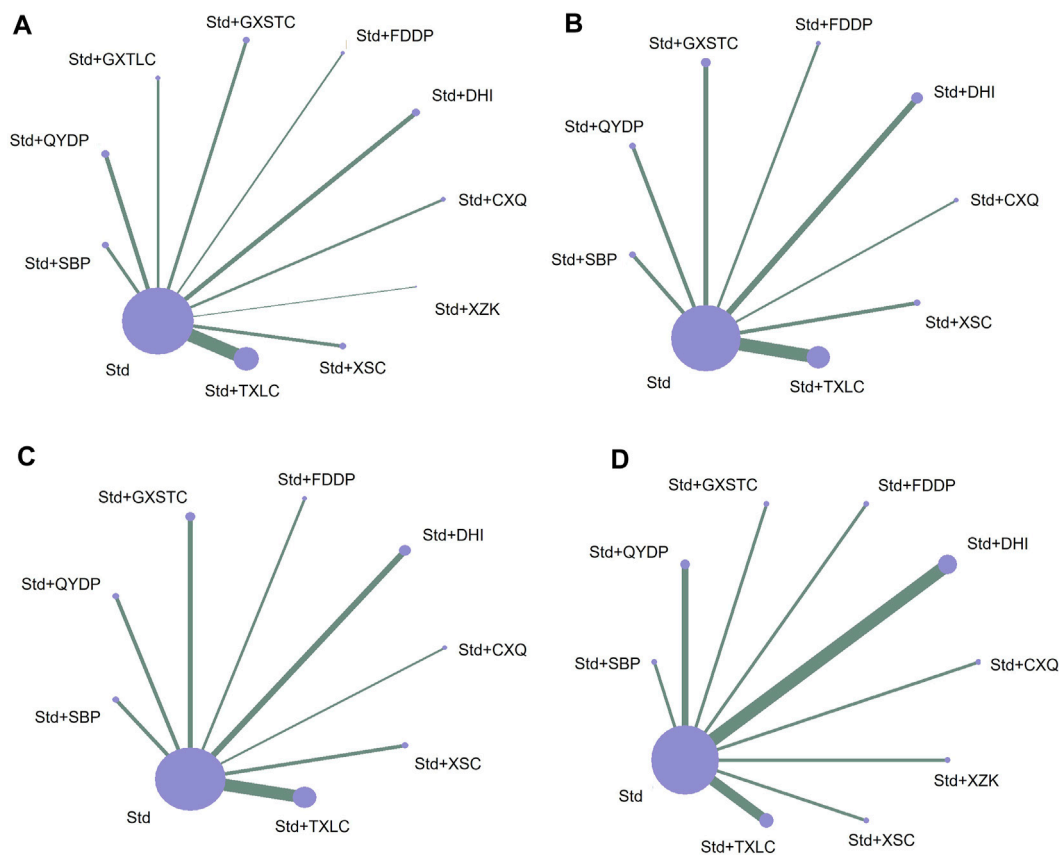 A
Std+GXSTC
Std+FDDP
Std+GXTLC
Std+DHI
Std+QYDP
Std+CXQ
Std+SBP
Std+XZK
Std+XSC
Std
Std+TXLC
B
Std+FDDP
Std+GXSTC
Std+DHI
Std+QYDP
Std+CXQ
Std+SBP
Std+XSC
Std
Std+TXLC
C
Std+FDDP
Std+GXSTC
Std+DHI
Std+QYDP
Std+CXQ
Std+SBP
Std+XSC
Std
Std+TXLC
D
Std+GXSTC
Std+FDDP
Std+DHI
Std+QYDP
Std+SBP
Std+CXQ
Std+XZK
Std
Std+XSC
Std+TXLC